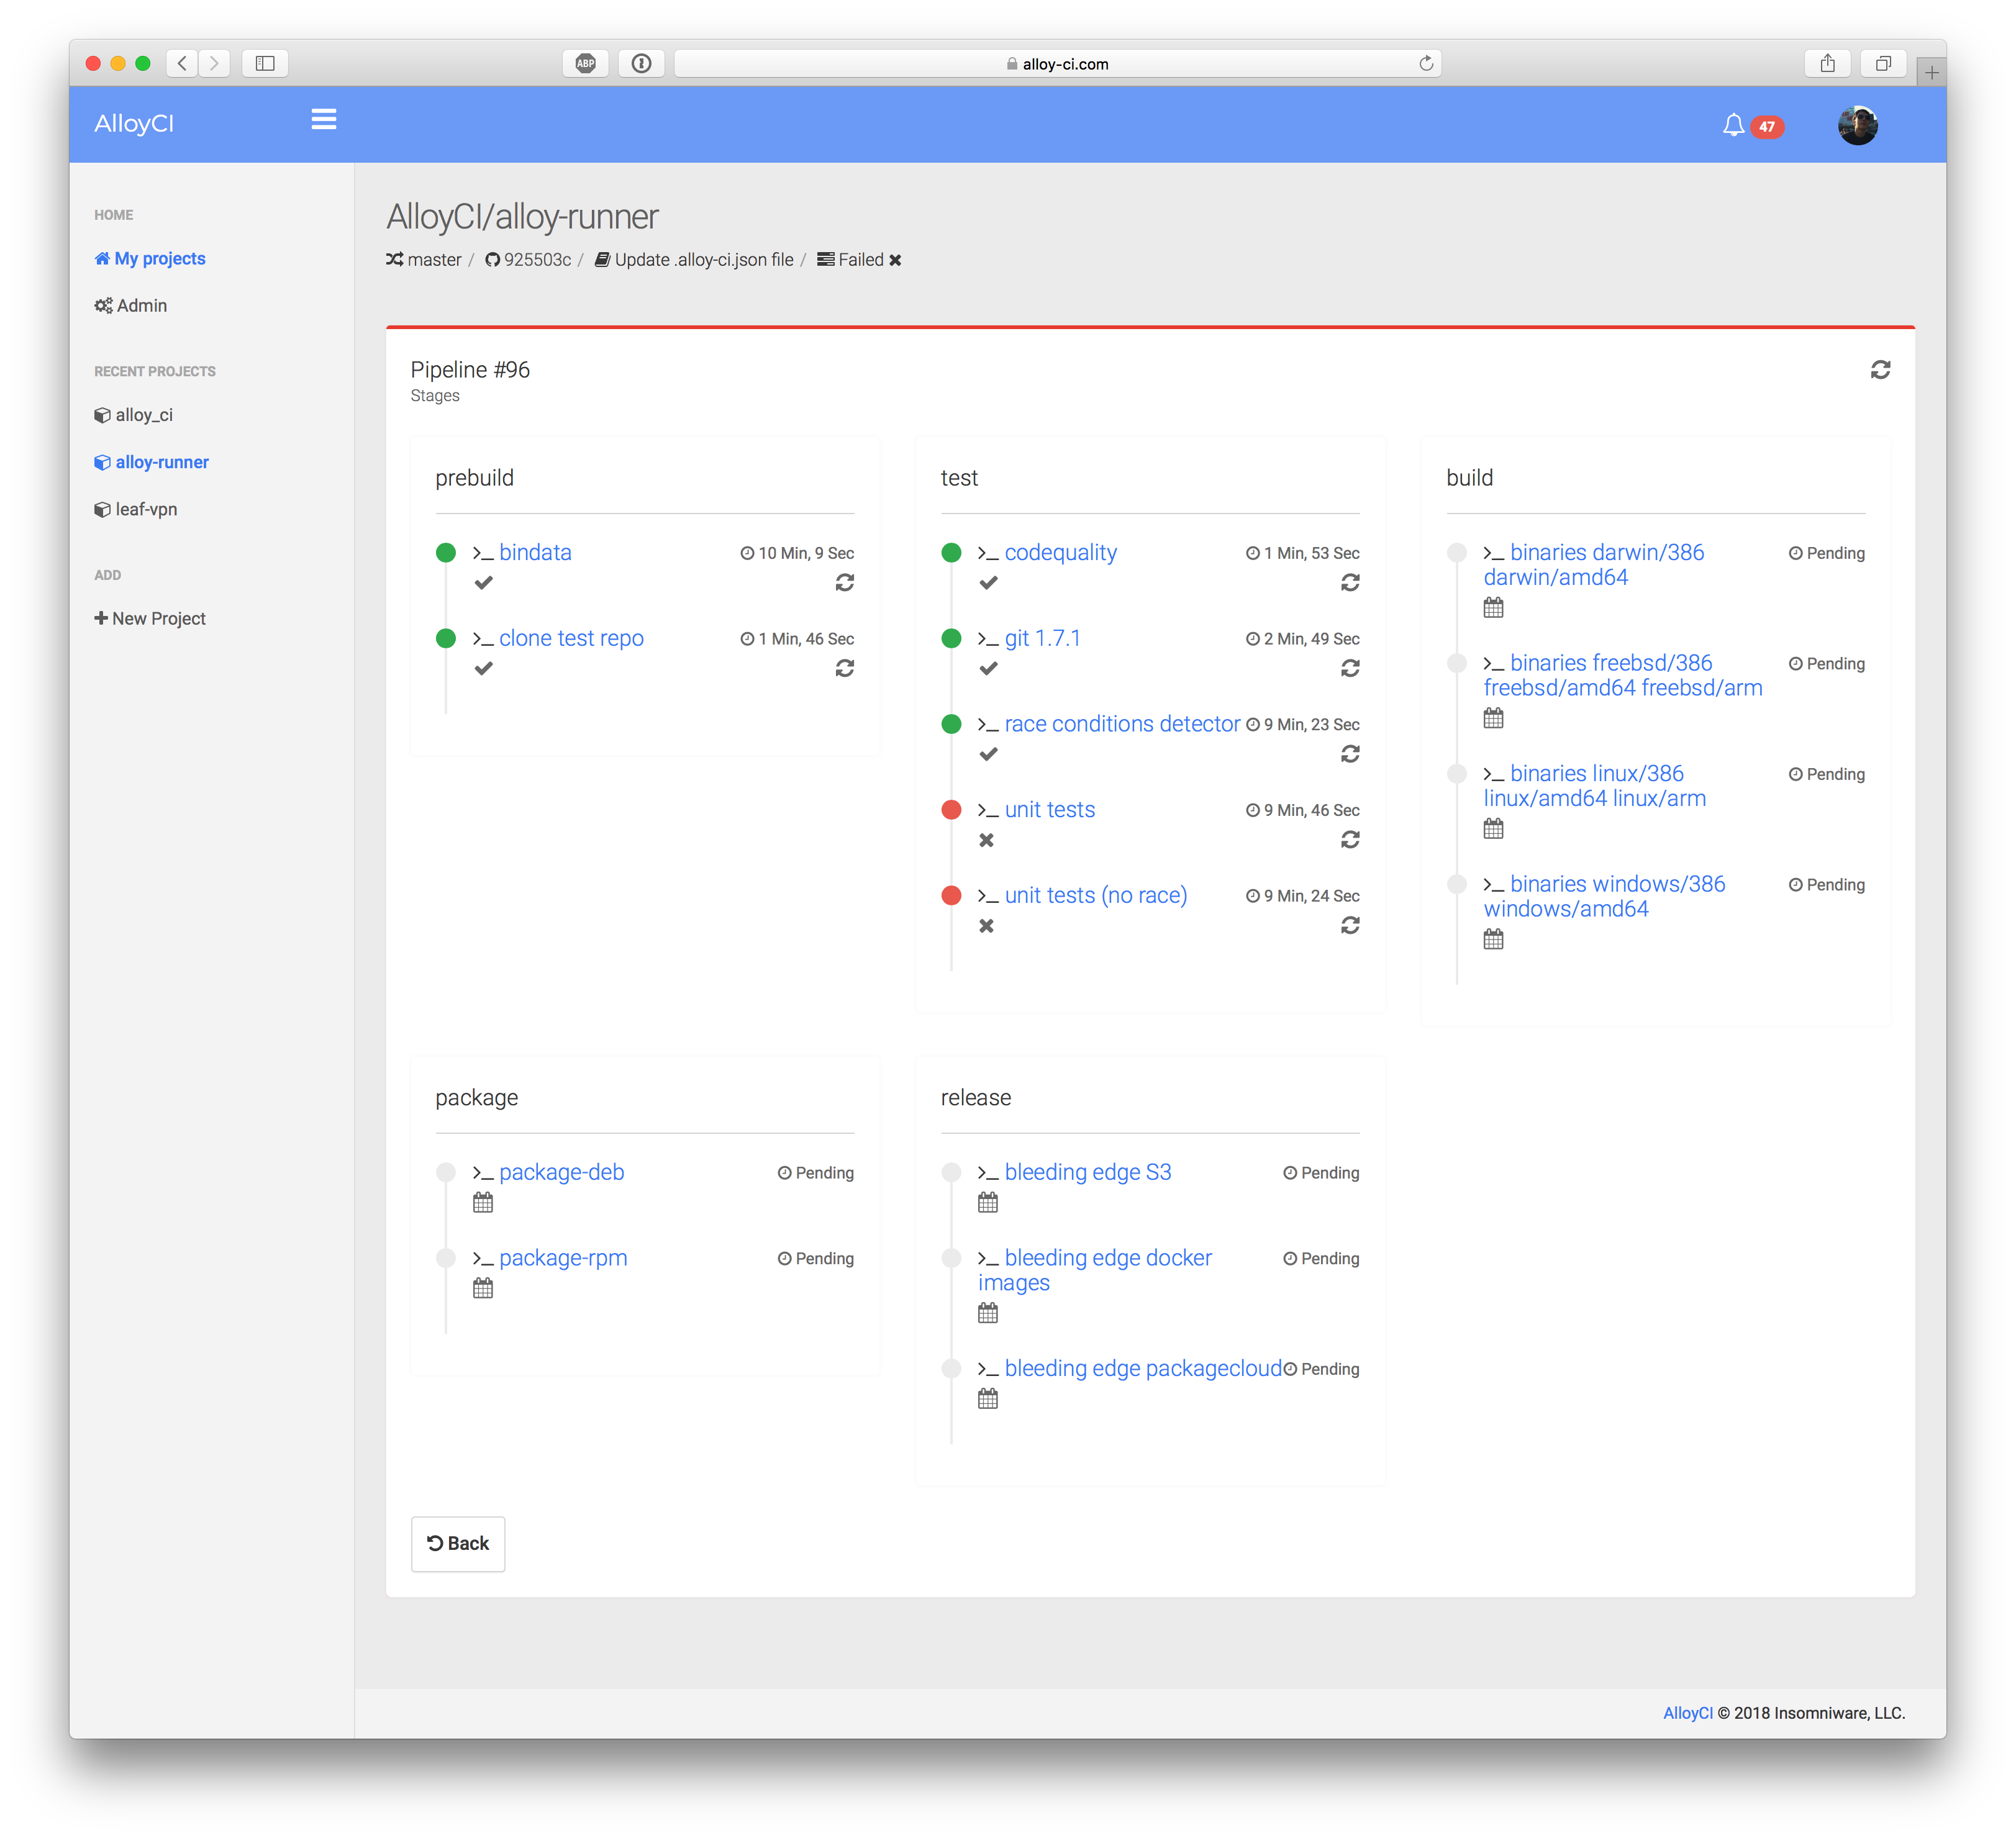 ABP
alloy-ci.com
AlloyCI
47
HOME
My projects
Admin
RECENT PROJECTS
alloy_ci
alloy-runner
leaf-vpn
ADD
New Project
AlloyCI/alloy-runner
master / 925503c / Update .alloy-ci.json file / Failed
Pipeline #96
Stages
prebuild
bindata 10 Min, 9 Sec
clone test repo 1 Min, 46 Sec
test
codequality 1 Min, 53 Sec
git 1.7.1 2 Min, 49 Sec
race conditions detector 9 Min, 23 Sec
unit tests 9 Min, 46 Sec
unit tests (no race) 9 Min, 24 Sec
build
binaries darwin/386 Pending
darwin/amd64
binaries freebsd/386 Pending
freebsd/amd64 freebsd/arm
binaries linux/386 Pending
linux/amd64 linux/arm
binaries windows/386 Pending
windows/amd64
package
package-deb Pending
package-rpm Pending
release
bleeding edge S3 Pending
bleeding edge docker Pending
images
bleeding edge packagecloud Pending
Back
AlloyCI © 2018 Insomniware, LLC.